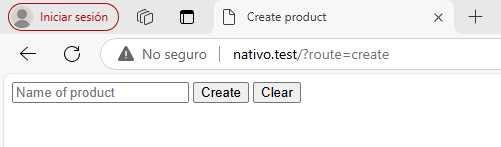 Iniciar sesión
Create product
No seguro
nativo.test/?route=create
Name of product
Create
Clear